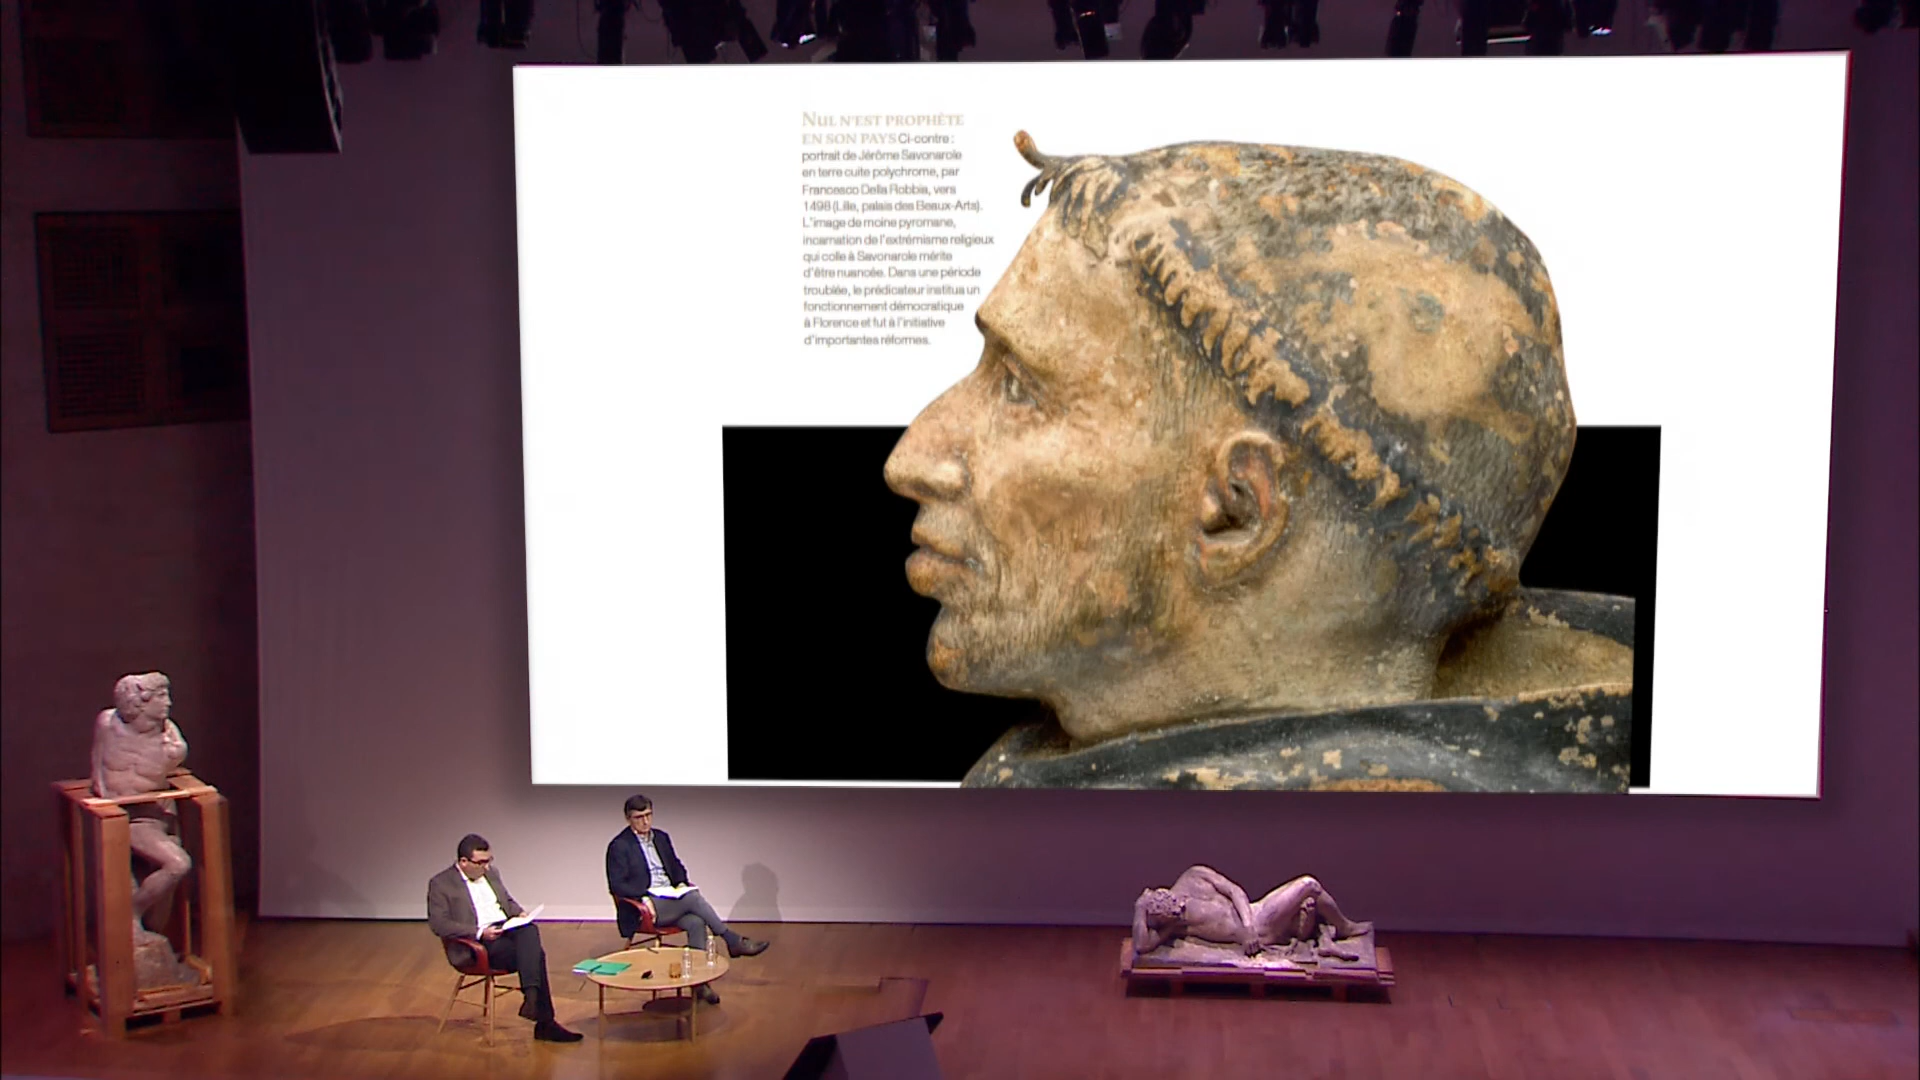 NUL N'EST PROPHÈTE
EN SON PAYS Ci-contre :
portrait de Jérôme Savonarole
en terre cuite polychrome, par
Francesco Della Robbia, vers
1498 (Lille, palais des Beaux-Arts).
L'image de moine pyromane,
incarnation de l'extrémisme religieux
qui colle à Savonarole mérite
d'être nuancée. Dans une période
troublée, le prédicateur institua un
fonctionnement démocratique
à Florence et fut à l'initiative
d'importantes réformes.